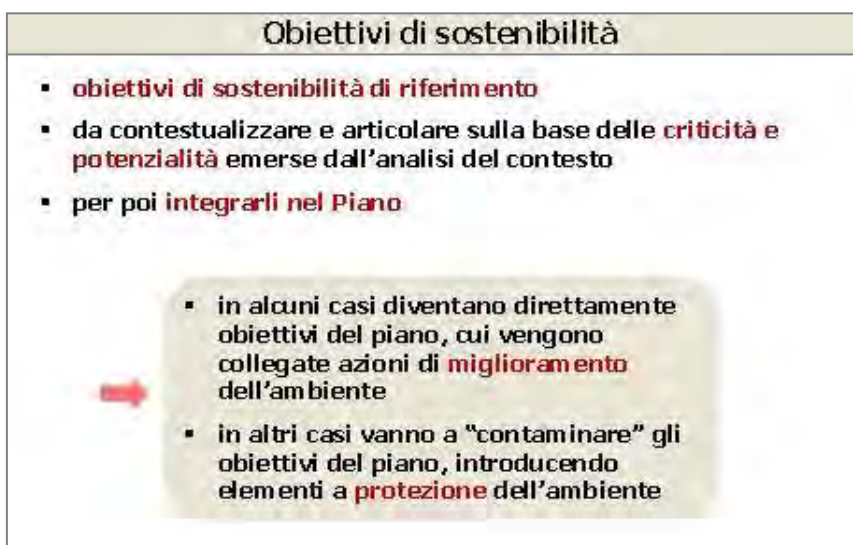 Obiettivi di sostenibilità
▪ obiettivi di sostenibilità di riferimento
▪ da contestualizzare e articolare sulla base delle criticità e
potenzialità emerse dall'analisi del contesto
▪ per poi integrarli nel Piano
▪ in alcuni casi diventano direttamente
obiettivi del piano, cui vengono
collegate azioni di miglioramento
dell'ambiente
▪ in altri casi vanno a "contaminare" gli
obiettivi del piano, introducendo
elementi a protezione dell'ambiente